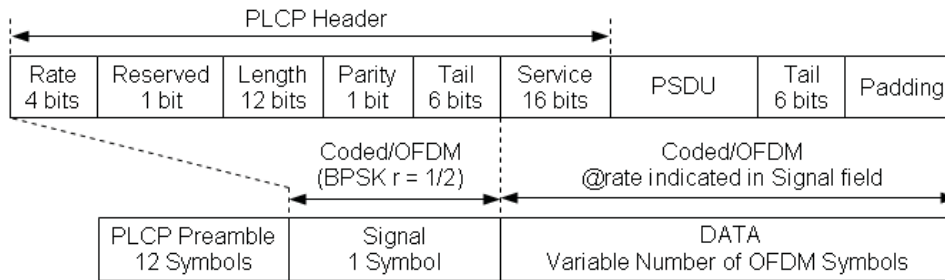 PLCP Header
Rate
4 bits
Reserved
1 bit
Length
12 bits
Parity
1 bit
Tail
6 bits
Service
16 bits
PSDU
Tail
6 bits
Padding
Coded/OFDM
(BPSK r = 1/2)
Coded/OFDM
@rate indicated in Signal field
PLCP Preamble
12 Symbols
Signal
1 Symbol
DATA
Variable Number of OFDM Symbols